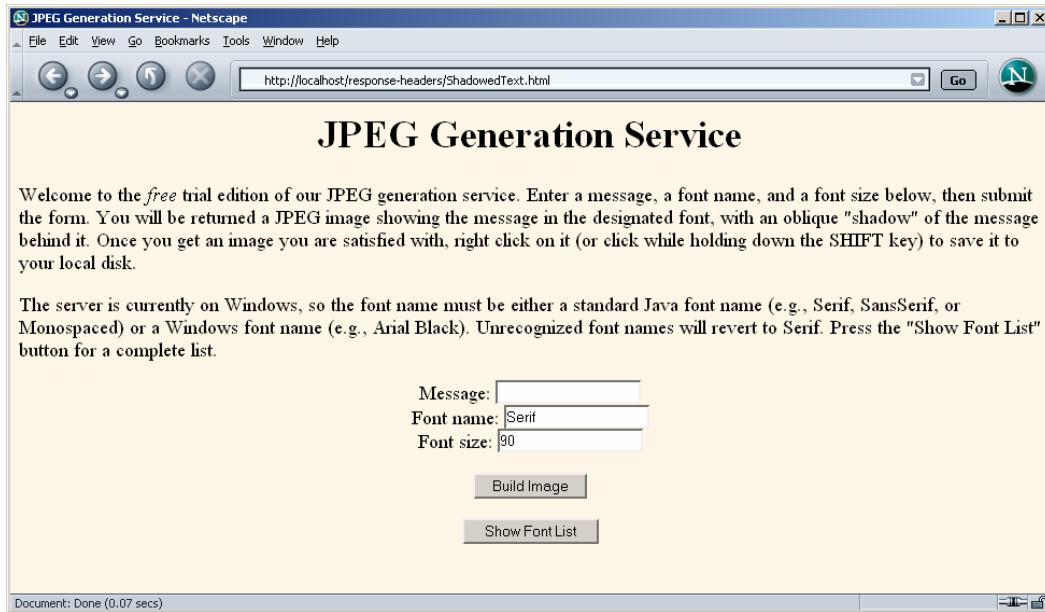 JPEG Generation Service - Netscape
File Edit View Go Bookmarks Tools Window Help
http://localhost/response-headers/ShadowedText.html Go N
JPEG Generation Service
Welcome to the free trial edition of our JPEG generation service. Enter a message, a font name, and a font size below, then submit
the form. You will be returned a JPEG image showing the message in the designated font, with an oblique "shadow" of the message
behind it. Once you get an image you are satisfied with, right click on it (or click while holding down the SHIFT key) to save it to
your local disk.
The server is currently on Windows, so the font name must be either a standard Java font name (e.g., Serif, SansSerif, or
Monospaced) or a Windows font name (e.g., Arial Black). Unrecognized font names will revert to Serif. Press the "Show Font List"
button for a complete list.
Message:
Font name: Serif
Font size: 90
Build Image
Show Font List
Document: Done (0.07 secs)